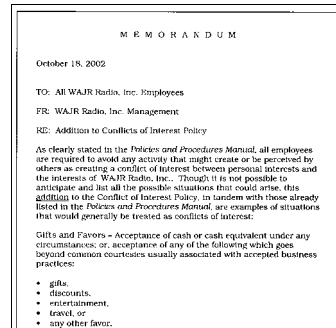 M E M O R A N D U M
October 18, 2002
TO: All WAJR Radio, Inc. Employees
FR: WAJR Radio, Inc. Management
RE: Addition to Conflicts of Interest Policy
As clearly stated in the Policies and Procedures Manual, all employees
are required to avoid any activity that might create or be perceived by
others as creating a conflict of interest between personal interests and
the interests of WAJR Radio, Inc.. Though it is not possible to
anticipate and list all the possible situations that could arise, this
addition to the Conflict of Interest Policy, in tandem with those already
listed in the Policies and Procedures Manual, are examples of situations
that would generally be treated as conflicts of interest:
Gifts and Favors – Acceptance of cash or cash equivalent under any
circumstances; or, acceptance of any of the following which goes
beyond common courtesies usually associated with accepted business
practices:
• gifts,
• discounts,
• entertainment,
• travel, or
• any other favor.